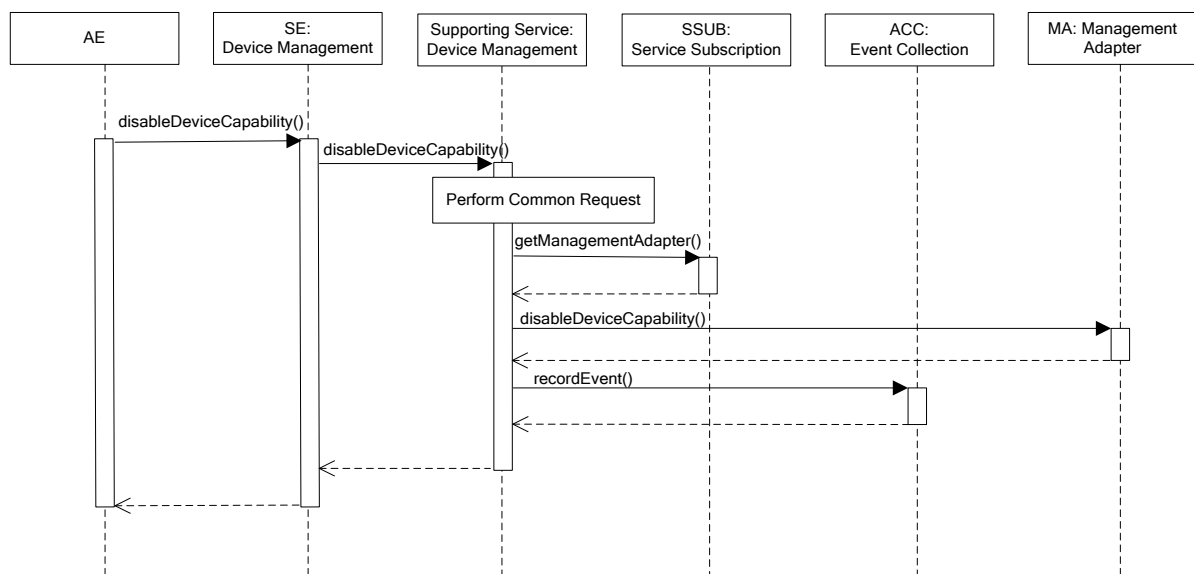 AE
SE:
Device Management
Supporting Service:
Device Management
SSUB:
Service Subscription
ACC:
Event Collection
MA: Management
Adapter
disableDeviceCapability()
disableDeviceCapability()
Perform Common Request
getManagementAdapter()
disableDeviceCapability()
recordEvent()